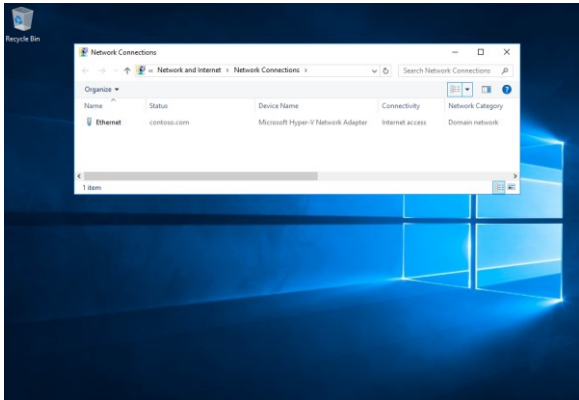 Recycle Bin
Network Connections
« Network and Internet › Network Connections ›
Search Network Connections
Organize
Name Status Device Name Connectivity Network Category
Ethernet contoso.com Microsoft Hyper-V Network Adapter Internet access Domain network
1 item